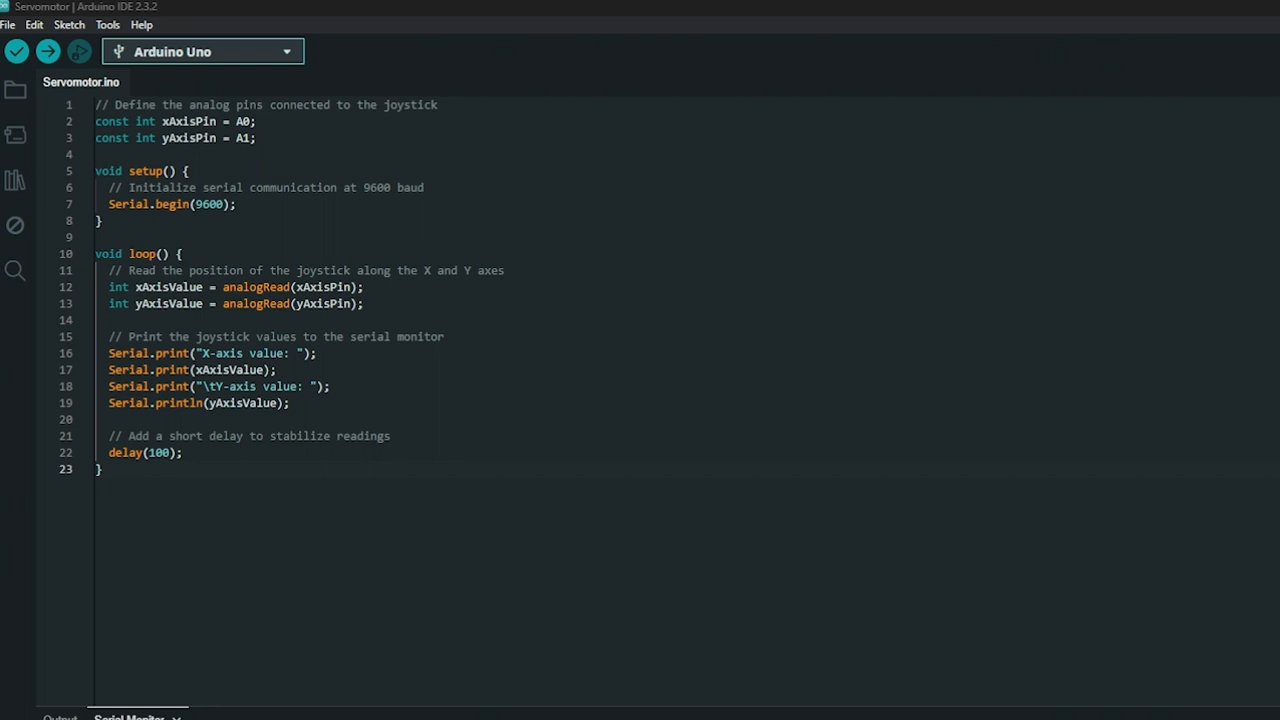 Servomotor | Arduino IDE 2.3.2
File Edit Sketch Tools Help
Arduino Uno
Servomotor.ino
1 // Define the analog pins connected to the joystick
2 const int xAxisPin = A0;
3 const int yAxisPin = A1;
4
5 void setup() {
6 // Initialize serial communication at 9600 baud
7 Serial.begin(9600);
8 }
9
10 void loop() {
11 // Read the position of the joystick along the X and Y axes
12 int xAxisValue = analogRead(xAxisPin);
13 int yAxisValue = analogRead(yAxisPin);
14
15 // Print the joystick values to the serial monitor
16 Serial.print("X-axis value: ");
17 Serial.print(xAxisValue);
18 Serial.print("\tY-axis value: ");
19 Serial.println(yAxisValue);
20
21 // Add a short delay to stabilize readings
22 delay(100);
23 }
Output Serial Monitor